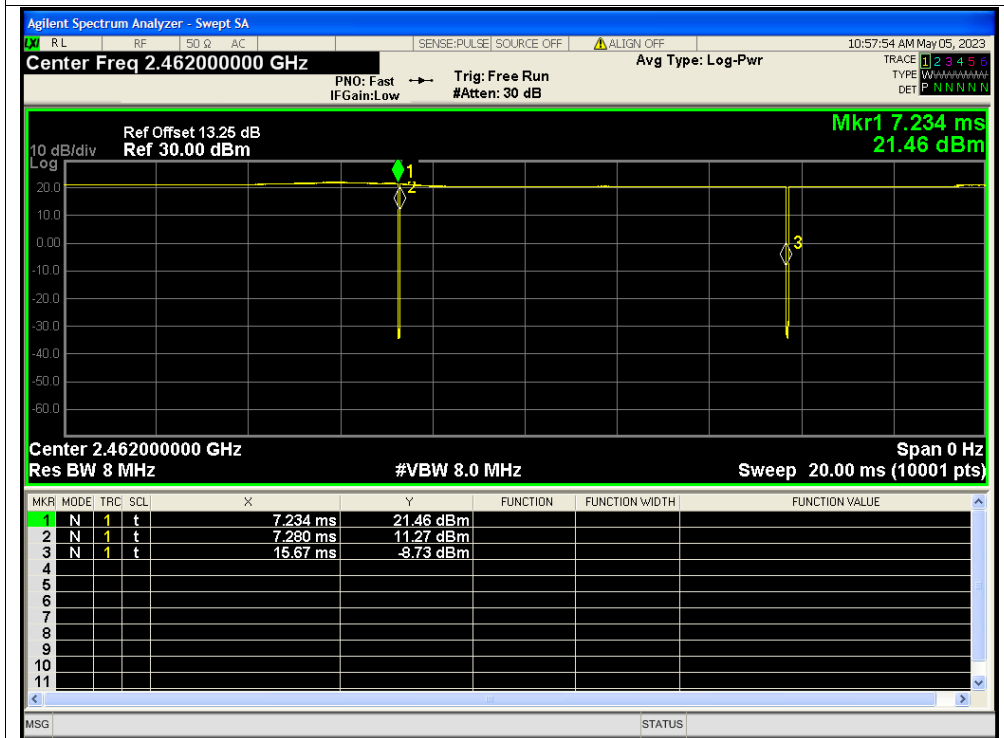 Agilent Spectrum Analyzer - Swept SA
LXI RL RF 50 Ω AC SENSE:PULSE SOURCE OFF ALIGN OFF 10:57:54 AM May 05, 2023
Center Freq 2.462000000 GHz
PNO: Fast
IFGain:Low
Trig: Free Run
#Atten: 30 dB
Avg Type: Log-Pwr
TRACE 1 2 3 4 5 6
TYPE WWWWWW
DET P N N N N N
Mkr1 7.234 ms
21.46 dBm
Ref Offset 13.25 dB
10 dB/div Ref 30.00 dBm
Log
1
2
3
20.0
10.0
0.00
-10.0
-20.0
-30.0
-40.0
-50.0
-60.0
Center 2.462000000 GHz Span 0 Hz
Res BW 8 MHz #VBW 8.0 MHz Sweep 20.00 ms (10001 pts)
MKR MODE TRC SCL X Y FUNCTION FUNCTION WIDTH FUNCTION VALUE
1 N 1 t 7.234 ms 21.46 dBm
2 N 1 t 7.280 ms 11.27 dBm
3 N 1 t 15.67 ms -8.73 dBm
4
5
6
7
8
9
10
11
MSG STATUS